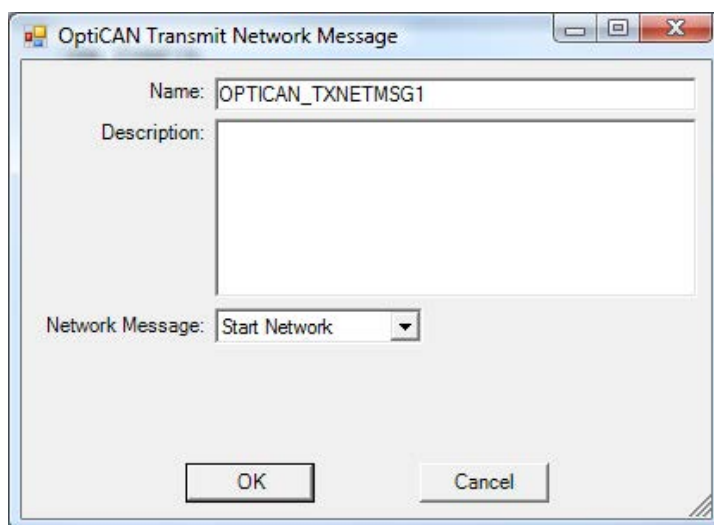 OptiCAN Transmit Network Message
Name: OPTICAN_TXNETMSG1
Description:
Network Message: Start Network
OK Cancel